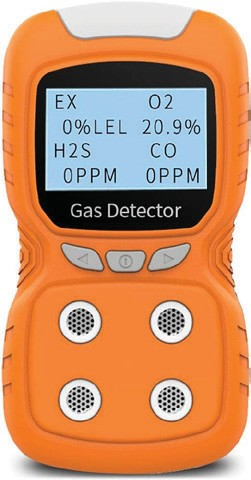 EX O2
0%LEL 20.9%
H2S CO
0PPM 0PPM
Gas Detector